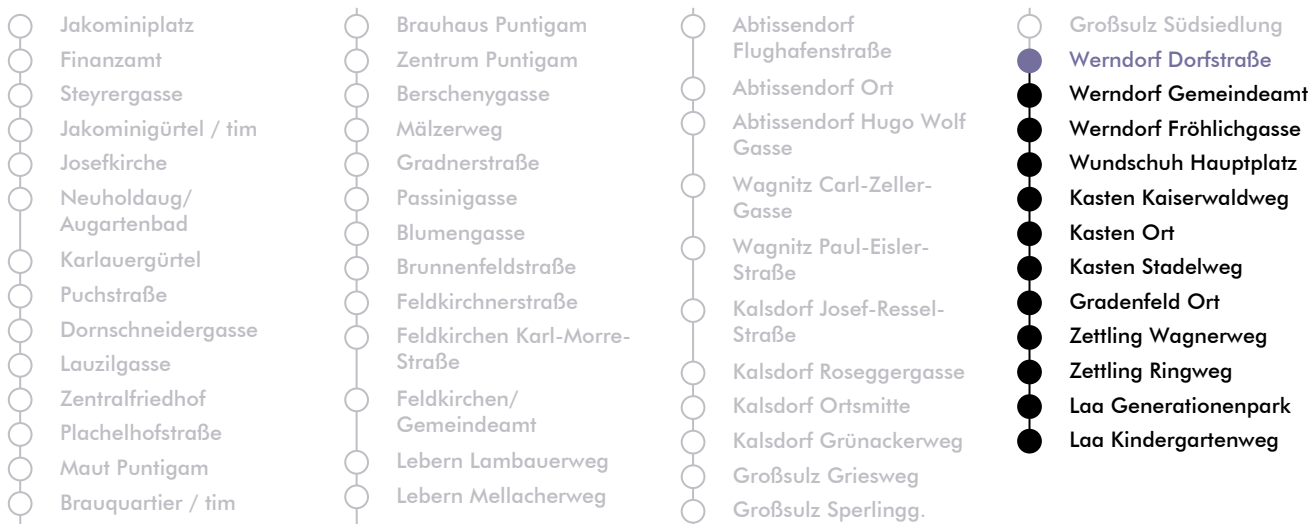 Jakominiplatz
Finanzamt
Steyrergasse
Jakominigürtel / tim
Josefkirche
Neuholdaug/
Augartenbad
Karlauergürtel
Puchstraße
Dornschneidergasse
Lauzilgasse
Zentralfriedhof
Plachelhofstraße
Maut Puntigam
Brauquartier / tim
Brauhaus Puntigam
Zentrum Puntigam
Berschenygasse
Mälzerweg
Gradnerstraße
Passinigasse
Blumengasse
Brunnenfeldstraße
Feldkirchnerstraße
Feldkirchen Karl-Morre-
Straße
Feldkirchen/
Gemeindeamt
Lebern Lambauerweg
Lebern Mellacherweg
Abtissendorf
Flughafenstraße
Abtissendorf Ort
Abtissendorf Hugo Wolf
Gasse
Wagnitz Carl-Zeller-
Gasse
Wagnitz Paul-Eisler-
Straße
Kalsdorf Josef-Ressel-
Straße
Kalsdorf Roseggergasse
Kalsdorf Ortsmitte
Kalsdorf Grünackerweg
Großsulz Griesweg
Großsulz Sperlingg.
Großsulz Südsiedlung
Werndorf Dorfstraße
Werndorf Gemeindeamt
Werndorf Fröhlichgasse
Wundschuh Hauptplatz
Kasten Kaiserwaldweg
Kasten Ort
Kasten Stadelweg
Gradenfeld Ort
Zettling Wagnerweg
Zettling Ringweg
Laa Generationenpark
Laa Kindergartenweg